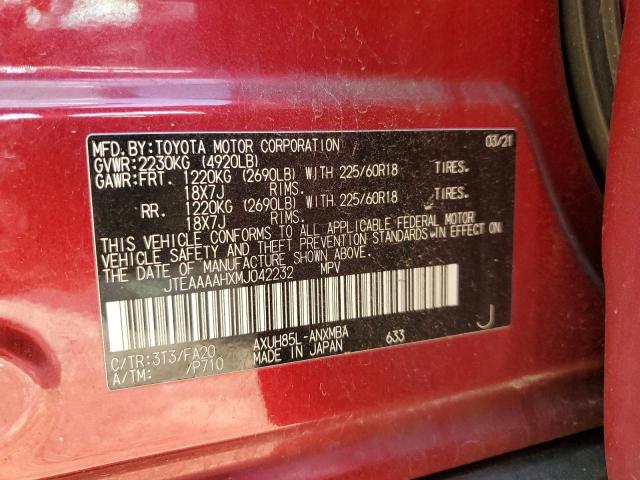 MFD. BY: TOYOTA MOTOR CORPORATION 03/21
GVWR: 2230KG (4920LB)
GAWR: FRT. 1220KG (2690LB) WITH 225/60R18 TIRES.
18X7J RIMS.
RR. 1220KG (2690LB) WITH 225/60R18 TIRES.
18X7J RIMS.
THIS VEHICLE CONFORMS TO ALL APPLICABLE FEDERAL MOTOR
VEHICLE SAFETY AND THEFT PREVENTION STANDARDS IN EFFECT ON
THE DATE OF MANUFACTURE SHOWN ABOVE.
JTEAAAAHXMJ042232 MPV
C/TR: 3T3/FA20 AXUH85L-ANXMBA 633
A/TM: /P710 MADE IN JAPAN
J